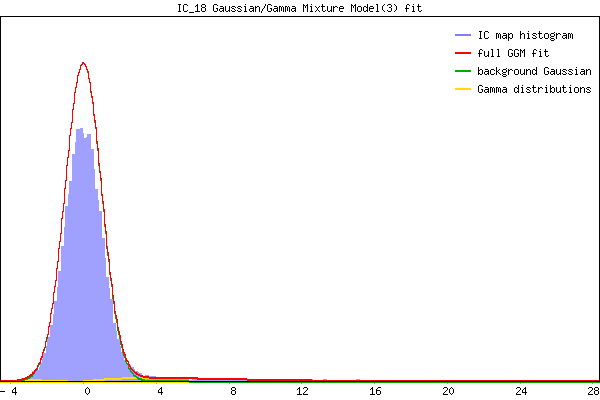 IC_18 Gaussian/Gamma Mixture Model(3) fit
IC map histogram
full GGM fit
background Gaussian
Gamma distributions
-4 0 4 8 12 16 20 24 28